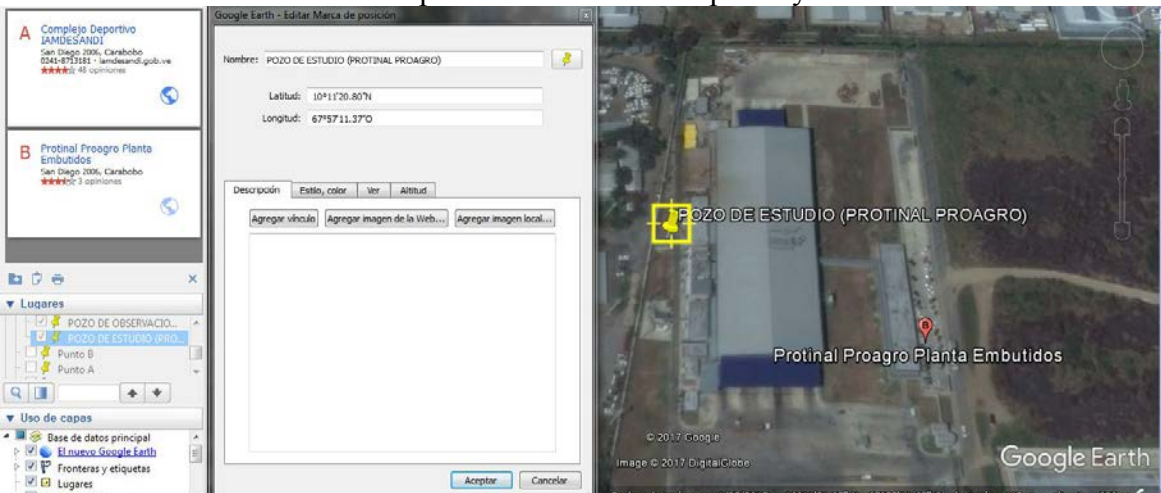 A Complejo Deportivo
IAMDESANDI
San Diego 2006, Carabobo
0241-8713181 - iamdesandi.gob.ve
48 opiniones
B Protinal Proagro Planta
Embutidos
San Diego 2006, Carabobo
3 opiniones
Lugares
POZO DE OBSERVACIO...
POZO DE ESTUDIO (PRO...
Punto B
Punto A
Uso de capas
Base de datos principal
El nuevo Google Earth
Fronteras y etiquetas
Lugares
Google Earth - Editar Marca de posición
Nombre: POZO DE ESTUDIO (PROTINAL PROAGRO)
Latitud: 10°11'20.80"N
Longitud: 67°57'11.37"O
Descripción Estilo, color Ver Altitud
Agregar vínculo Agregar imagen de la Web... Agregar imagen local...
Aceptar Cancelar
POZO DE ESTUDIO (PROTINAL PROAGRO)
B
Protinal Proagro Planta Embutidos
© 2017 Google
Image © 2017 DigitalGlobe
Google Earth